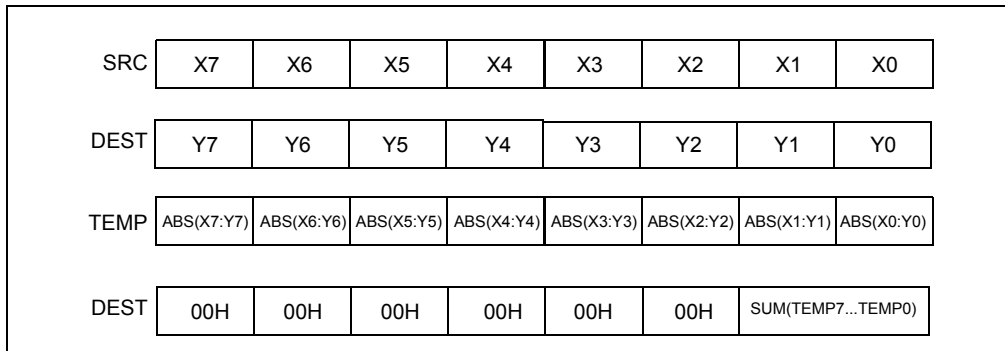 SRC X7 X6 X5 X4 X3 X2 X1 X0
DEST Y7 Y6 Y5 Y4 Y3 Y2 Y1 Y0
TEMP ABS(X7:Y7) ABS(X6:Y6) ABS(X5:Y5) ABS(X4:Y4) ABS(X3:Y3) ABS(X2:Y2) ABS(X1:Y1) ABS(X0:Y0)
DEST 00H 00H 00H 00H 00H 00H SUM(TEMP7...TEMP0)